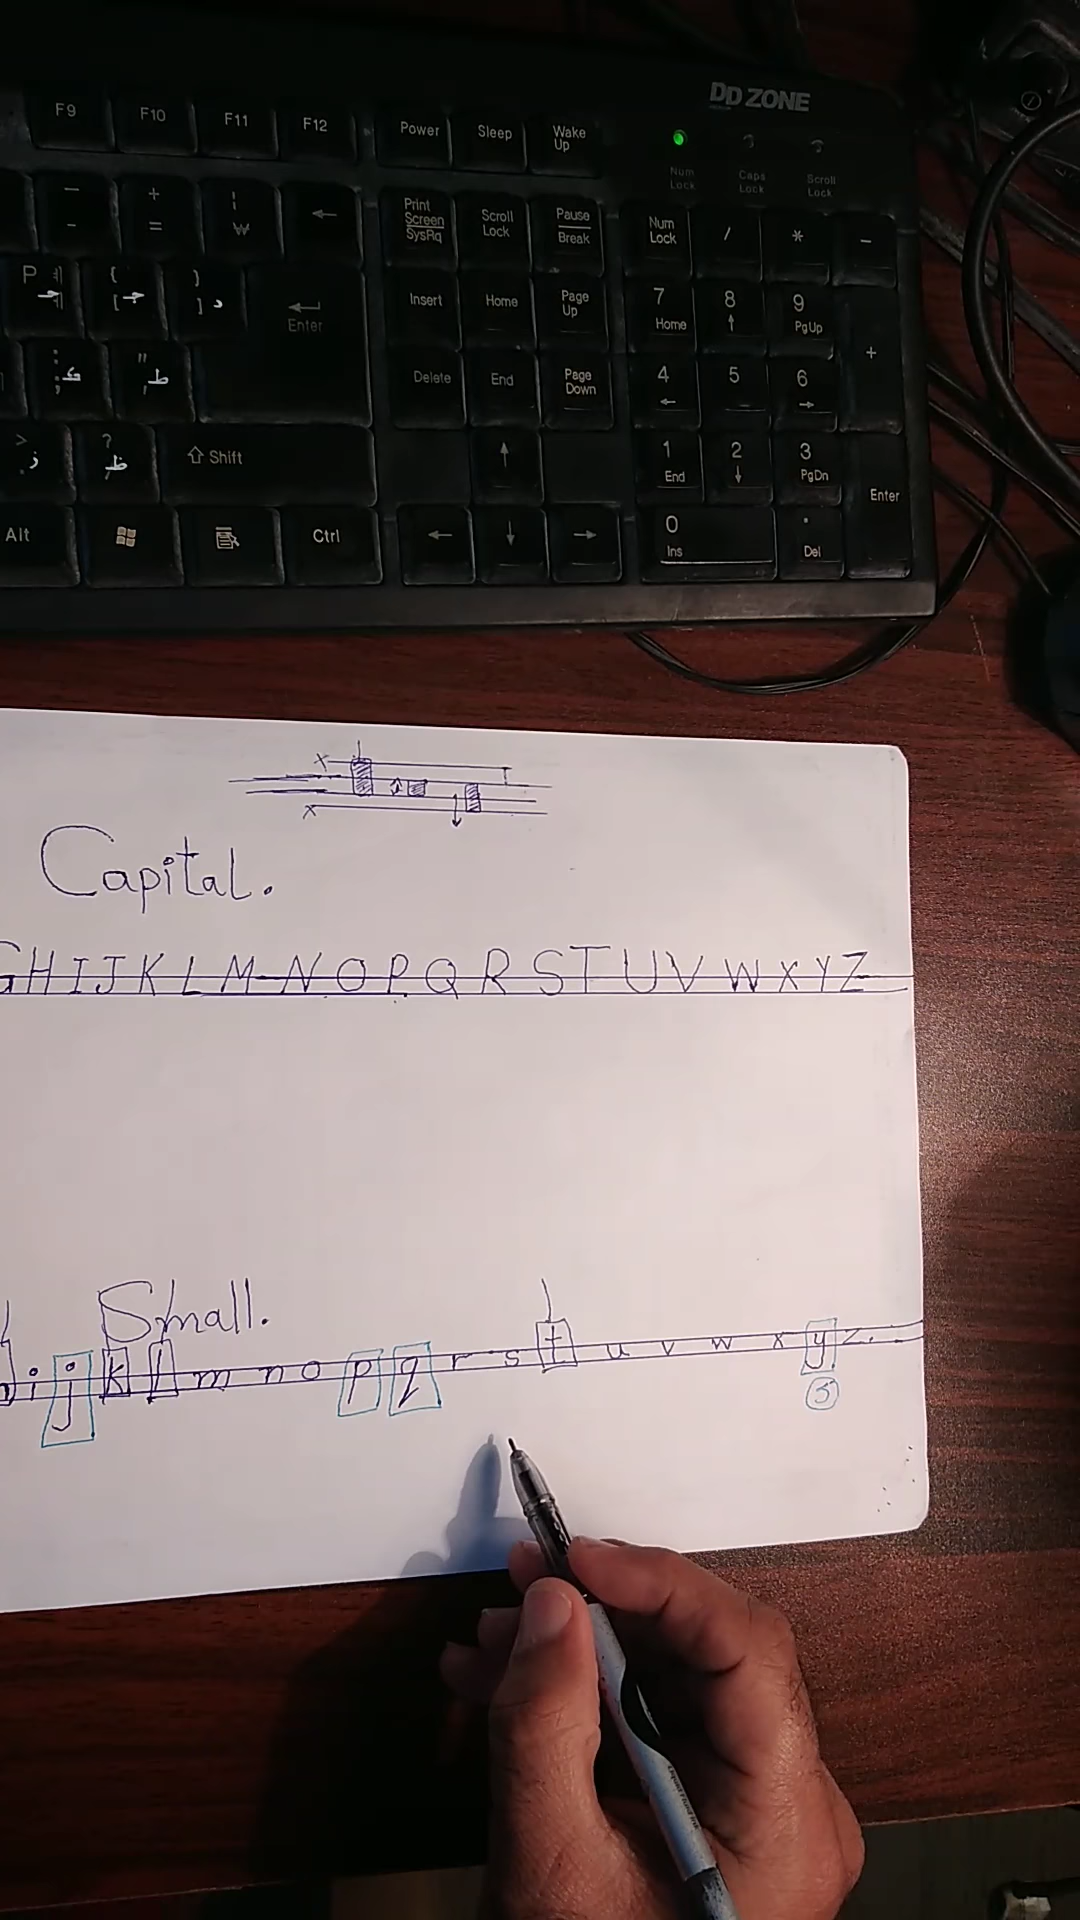 DD ZONE
F9 F10 F11 F12 Power Sleep Wake Up
Num Lock Caps Lock Scroll Lock
- - + = ¦ ₩ ← Print Screen SysRq Scroll Lock Pause Break Num Lock / * -
P ㅔ ㅖ ح { [ ج } ] د Enter Insert Home Page Up 7 Home 8 ↑ 9 PgUp +
: ; ك " ' ط Delete End Page Down 4 ← 5 6 →
> . ز ? / ظ ⇧ Shift ↑ 1 End 2 ↓ 3 PgDn Enter
Alt Ctrl ← ↓ → 0 Ins . Del
x
x
Capital.
G H I J K L M N O P Q R S T U V W X Y Z
Small.
i j k l m n o p q r s t u v w x y z.
5